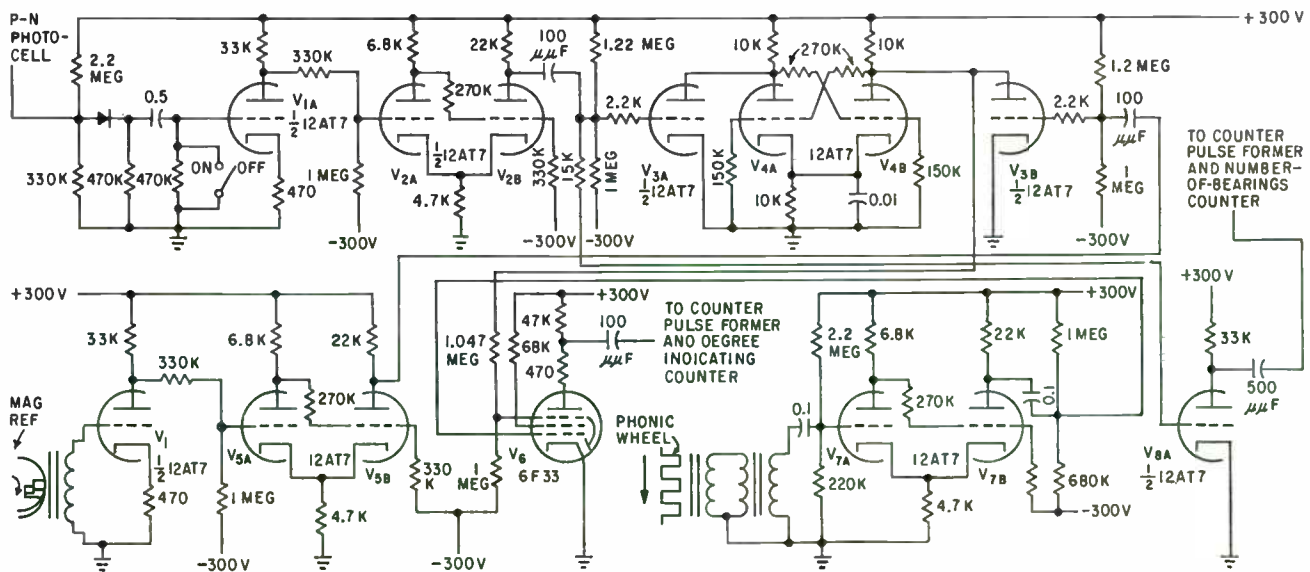 P-N
PHOTO-
CELL
2.2
MEG
330K
470K
0.5
470K
ON
OFF
33K
V1A
½ 12AT7
470
330K
1 MEG
-300V
6.8K
V2A
½ 12AT7
270K
4.7K
22K
V2B
100
μμF
330K
-300V
15K
1.22 MEG
1 MEG
-300V
2.2K
V3A
½ 12AT7
10K
270K
10K
150K
V4A
12AT7
V4B
10K
0.01
150K
V3B
½ 12AT7
2.2K
1.2 MEG
100
μμF
1
MEG
-300V
+300 V
TO COUNTER
PULSE FORMER
AND NUMBER-
OF-BEARINGS
COUNTER
+300V
MAG
REF
33K
V1
½ 12AT7
470
330K
1 MEG
-300V
6.8K
V5A
270K
12AT7
4.7K
22K
V5B
330
K
-300V
1.047
MEG
1
MEG
68K
47K
470
+300V
100
μμF
V6
6F33
TO COUNTER
PULSE FORMER
AND DEGREE
INDICATING
COUNTER
PHONIC
WHEEL
0.1
2.2
MEG
220K
6.8K
V7A
270K
12AT7
4.7K
22K
V7B
0.1
+300V
1 MEG
680K
-300V
V8A
½ 12AT7
+300V
33K
500
μμF